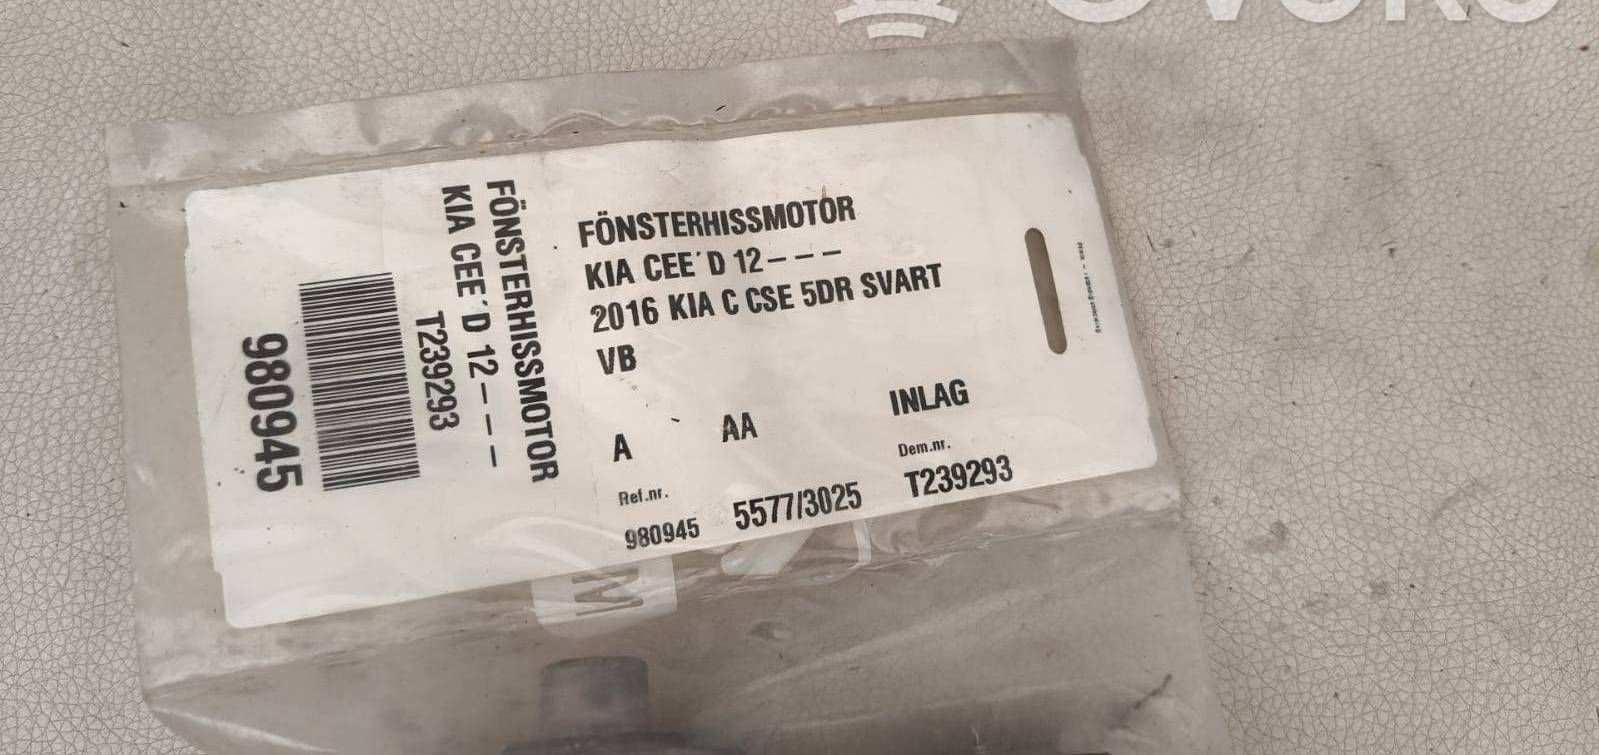 FÖNSTERHISSMOTOR
KIA CEE´D 12---
T239293
980945
FÖNSTERHISSMOTOR
KIA CEE´D 12---
2016 KIA C CSE 5DR SVART
VB
A AA INLAG
Ref.nr. Dem.nr.
980945 5577/3025 T239293